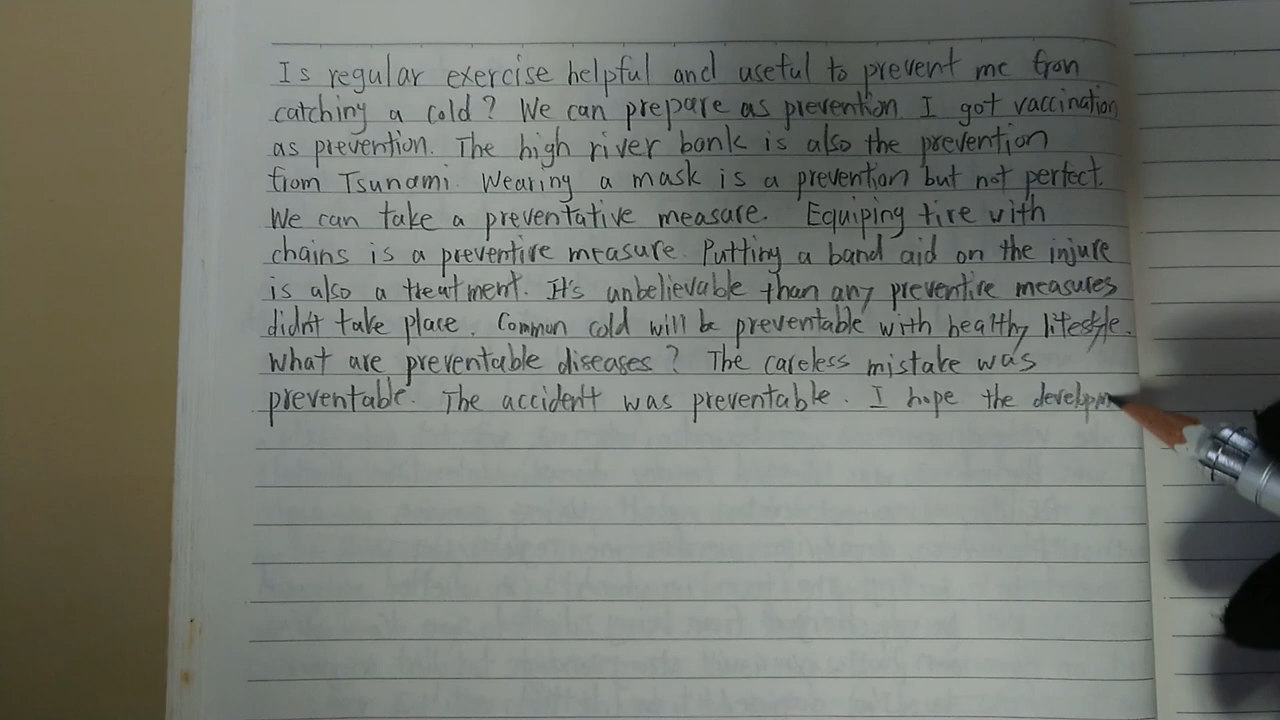 Is regular exercise helpful and useful to prevent me from
catching a cold? We can prepare as prevention. I got vaccination
as prevention. The high river bank is also the prevention
from Tsunami. Wearing a mask is a prevention but not perfect.
We can take a preventative measure. Equiping tire with
chains is a preventive measure. Putting a band aid on the injure
is also a treatment. It's unbelievable than any preventive measures
didn't take place. Common cold will be preventable with healthy lifestyle.
What are preventable diseases? The careless mistake was
preventable. The accident was preventable. I hope the developm